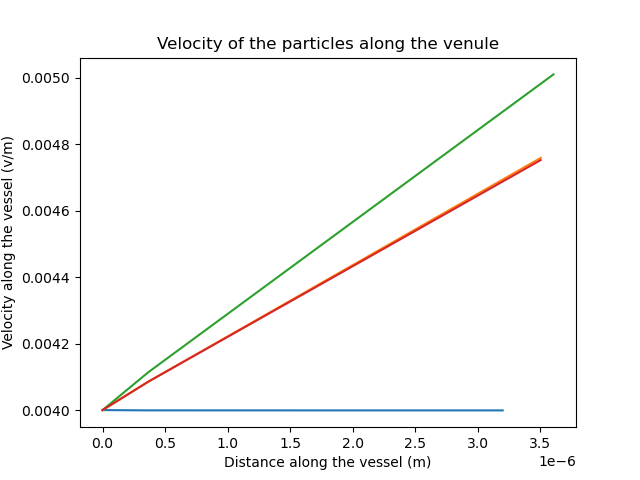 Velocity of the particles along the venule
Velocity along the vessel (v/m)
0.0050
0.0048
0.0046
0.0044
0.0042
0.0040
0.0 0.5 1.0 1.5 2.0 2.5 3.0 3.5
1e−6
Distance along the vessel (m)